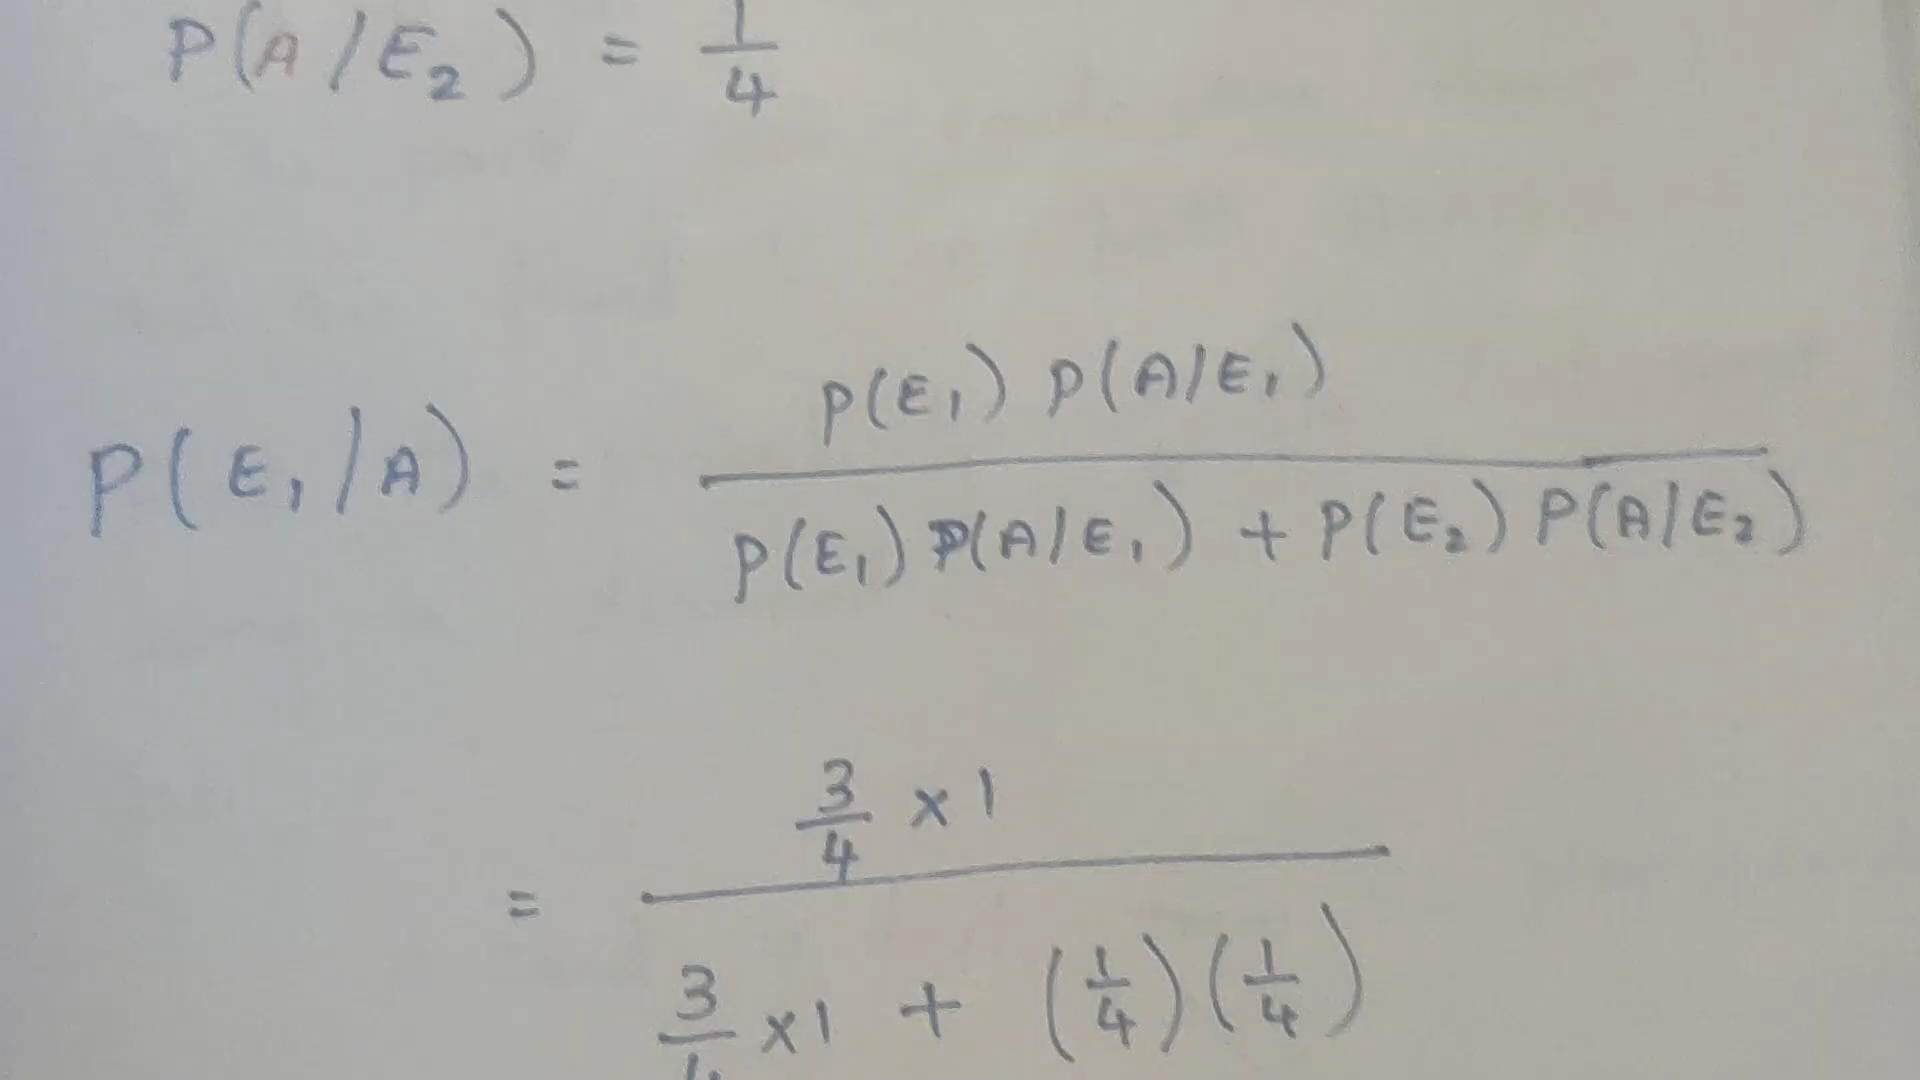 P(A/E₂) = 1/4
P(E₁/A) = P(E₁) P(A/E₁) / P(E₁) P(A/E₁) + P(E₂) P(A/E₂)
= 3/4 x 1 / 3/4 x 1 + (1/4)(1/4)